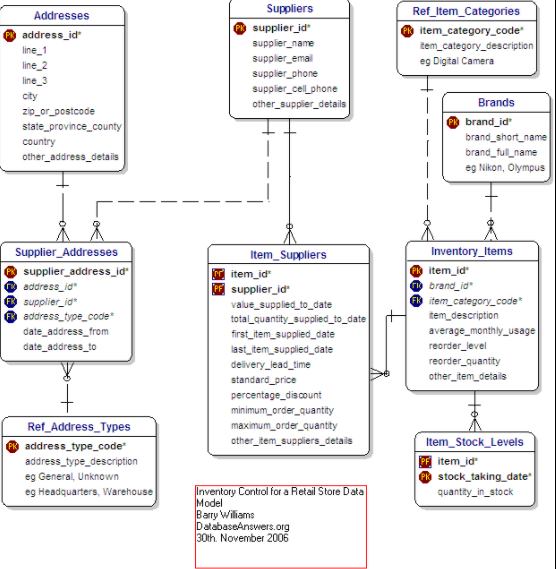 Addresses
PK address_id*
line_1
line_2
line_3
city
zip_or_postcode
state_province_county
country
other_address_details
Suppliers
PK supplier_id*
supplier_name
supplier_email
supplier_phone
supplier_cell_phone
other_supplier_details
Ref_Item_Categories
PK item_category_code*
item_category_description
eg Digital Camera
Brands
PK brand_id*
brand_short_name
brand_full_name
eg Nikon, Olympus
Supplier_Addresses
PK supplier_address_id*
FK address_id*
FK supplier_id*
FK address_type_code*
date_address_from
date_address_to
Item_Suppliers
PF item_id*
PF supplier_id*
value_supplied_to_date
total_quantity_supplied_to_date
first_item_supplied_date
last_item_supplied_date
delivery_lead_time
standard_price
percentage_discount
minimum_order_quantity
maximum_order_quantity
other_item_suppliers_details
Inventory_Items
PK item_id*
FK brand_id*
FK item_category_code*
item_description
average_monthly_usage
reorder_level
reorder_quantity
other_item_details
Ref_Address_Types
PK address_type_code*
address_type_description
eg General, Unknown
eg Headquarters, Warehouse
Item_Stock_Levels
PF item_id*
PK stock_taking_date*
quantity_in_stock
Inventory Control for a Retail Store Data
Model
Barry Williams
DatabaseAnswers.org
30th. November 2006